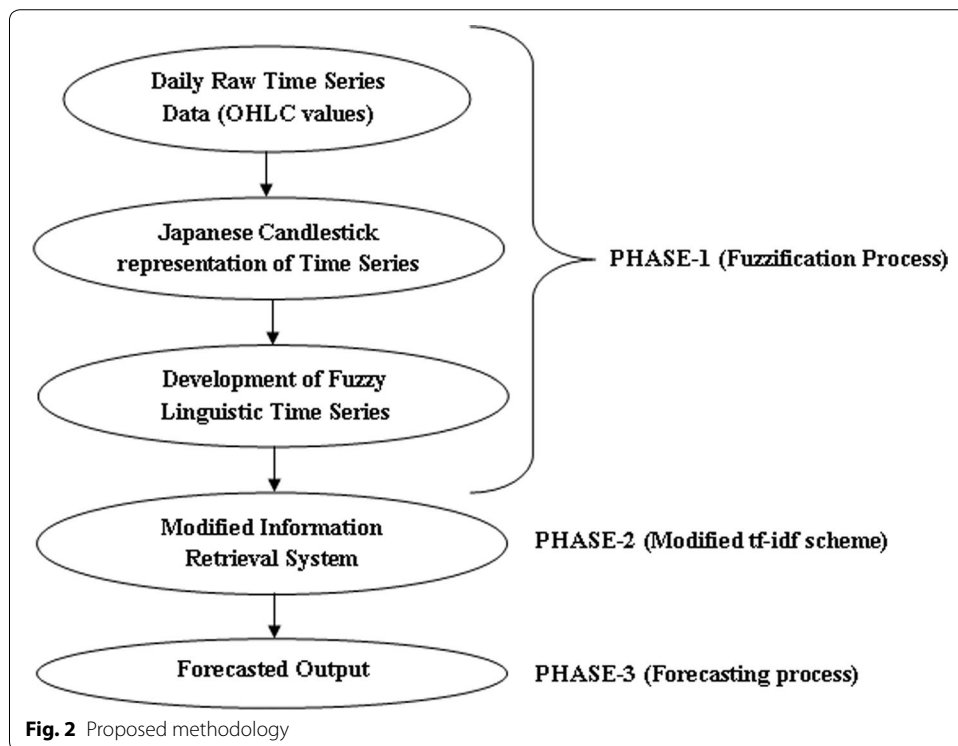 Daily Raw Time Series
Data (OHLC values)
Japanese Candlestick
representation of Time Series
PHASE-1 (Fuzzification Process)
Development of Fuzzy
Linguistic Time Series
Modified Information
Retrieval System
PHASE-2 (Modified tf-idf scheme)
Forecasted Output
PHASE-3 (Forecasting process)
Fig. 2 Proposed methodology